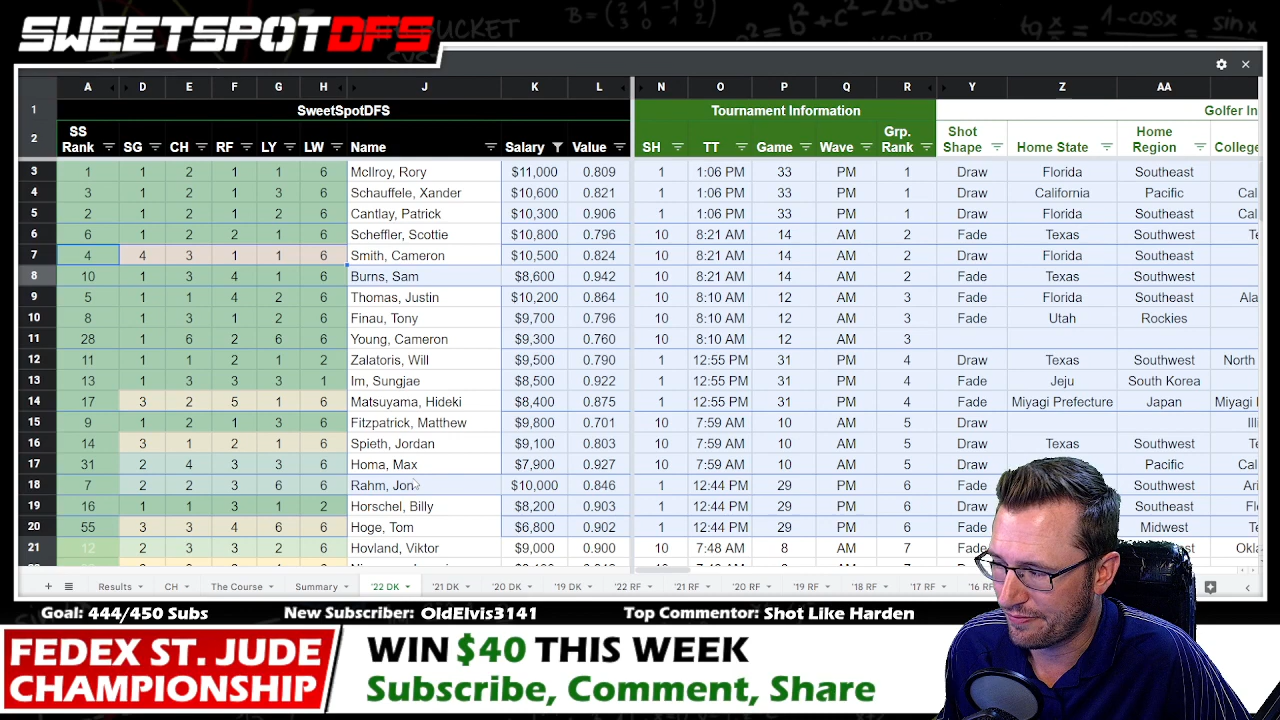 SWEETSPOTDFS
A D E F G H J K L N O P Q R Y Z AA
1 SweetSpotDFS Tournament Information Golfer In
2 SS Rank SG CH RF LY LW Name Salary Value SH TT Game Wave Grp. Rank Shot Shape Home State Home Region College
3 1 1 2 1 1 6 McIlroy, Rory $11,000 0.809 1 1:06 PM 33 PM 1 Draw Florida Southeast
4 3 1 2 1 3 6 Schauffele, Xander $10,600 0.821 1 1:06 PM 33 PM 1 Draw California Pacific Cal
5 2 1 2 1 2 6 Cantlay, Patrick $10,300 0.906 1 1:06 PM 33 PM 1 Draw Florida Southeast Cal
6 6 1 2 2 1 6 Scheffler, Scottie $10,800 0.796 10 8:21 AM 14 AM 2 Fade Texas Southwest Te
7 4 4 3 1 1 6 Smith, Cameron $10,500 0.824 10 8:21 AM 14 AM 2 Draw Florida Southeast
8 10 1 3 4 1 6 Burns, Sam $8,600 0.942 10 8:21 AM 14 AM 2 Fade Texas Southwest
9 5 1 1 4 2 6 Thomas, Justin $10,200 0.864 10 8:10 AM 12 AM 3 Fade Florida Southeast Ala
10 8 1 3 1 2 6 Finau, Tony $9,700 0.796 10 8:10 AM 12 AM 3 Fade Utah Rockies
11 28 1 6 2 6 6 Young, Cameron $9,300 0.760 10 8:10 AM 12 AM 3
12 11 1 1 2 1 2 Zalatoris, Will $9,500 0.790 1 12:55 PM 31 PM 4 Draw Texas Southwest North
13 13 1 3 3 3 1 Im, Sungjae $8,500 0.922 1 12:55 PM 31 PM 4 Fade Jeju South Korea
14 17 3 2 5 1 6 Matsuyama, Hideki $8,400 0.875 1 12:55 PM 31 PM 4 Fade Miyagi Prefecture Japan Miyagi
15 9 1 2 1 3 6 Fitzpatrick, Matthew $9,800 0.701 10 7:59 AM 10 AM 5 Draw Illi
16 14 3 1 2 1 6 Spieth, Jordan $9,100 0.803 10 7:59 AM 10 AM 5 Draw Texas Southwest Te
17 31 2 4 3 3 6 Homa, Max $7,900 0.927 10 7:59 AM 10 AM 5 Draw Pacific Cal
18 7 2 2 3 6 6 Rahm, Jon $10,000 0.846 1 12:44 PM 29 PM 6 Fade Southwest Ari
19 16 1 1 3 1 2 Horschel, Billy $8,200 0.903 1 12:44 PM 29 PM 6 Draw Southeast Flo
20 55 3 3 4 6 6 Hoge, Tom $6,800 0.902 1 12:44 PM 29 PM 6 Draw Midwest Te
21 12 2 3 3 2 6 Hovland, Viktor $9,000 0.900 10 7:48 AM 8 AM 7 Fade Okla
Results CH The Course Summary '22 DK '21 DK '20 DK '19 DK '22 RF '21 RF '20 RF '19 RF '18 RF '17 RF '16 RF
Goal: 444/450 Subs New Subscriber: OldElvis3141 Top Commentor: Shot Like Harden
FEDEX ST. JUDE
CHAMPIONSHIP
WIN $40 THIS WEEK
Subscribe, Comment, Share